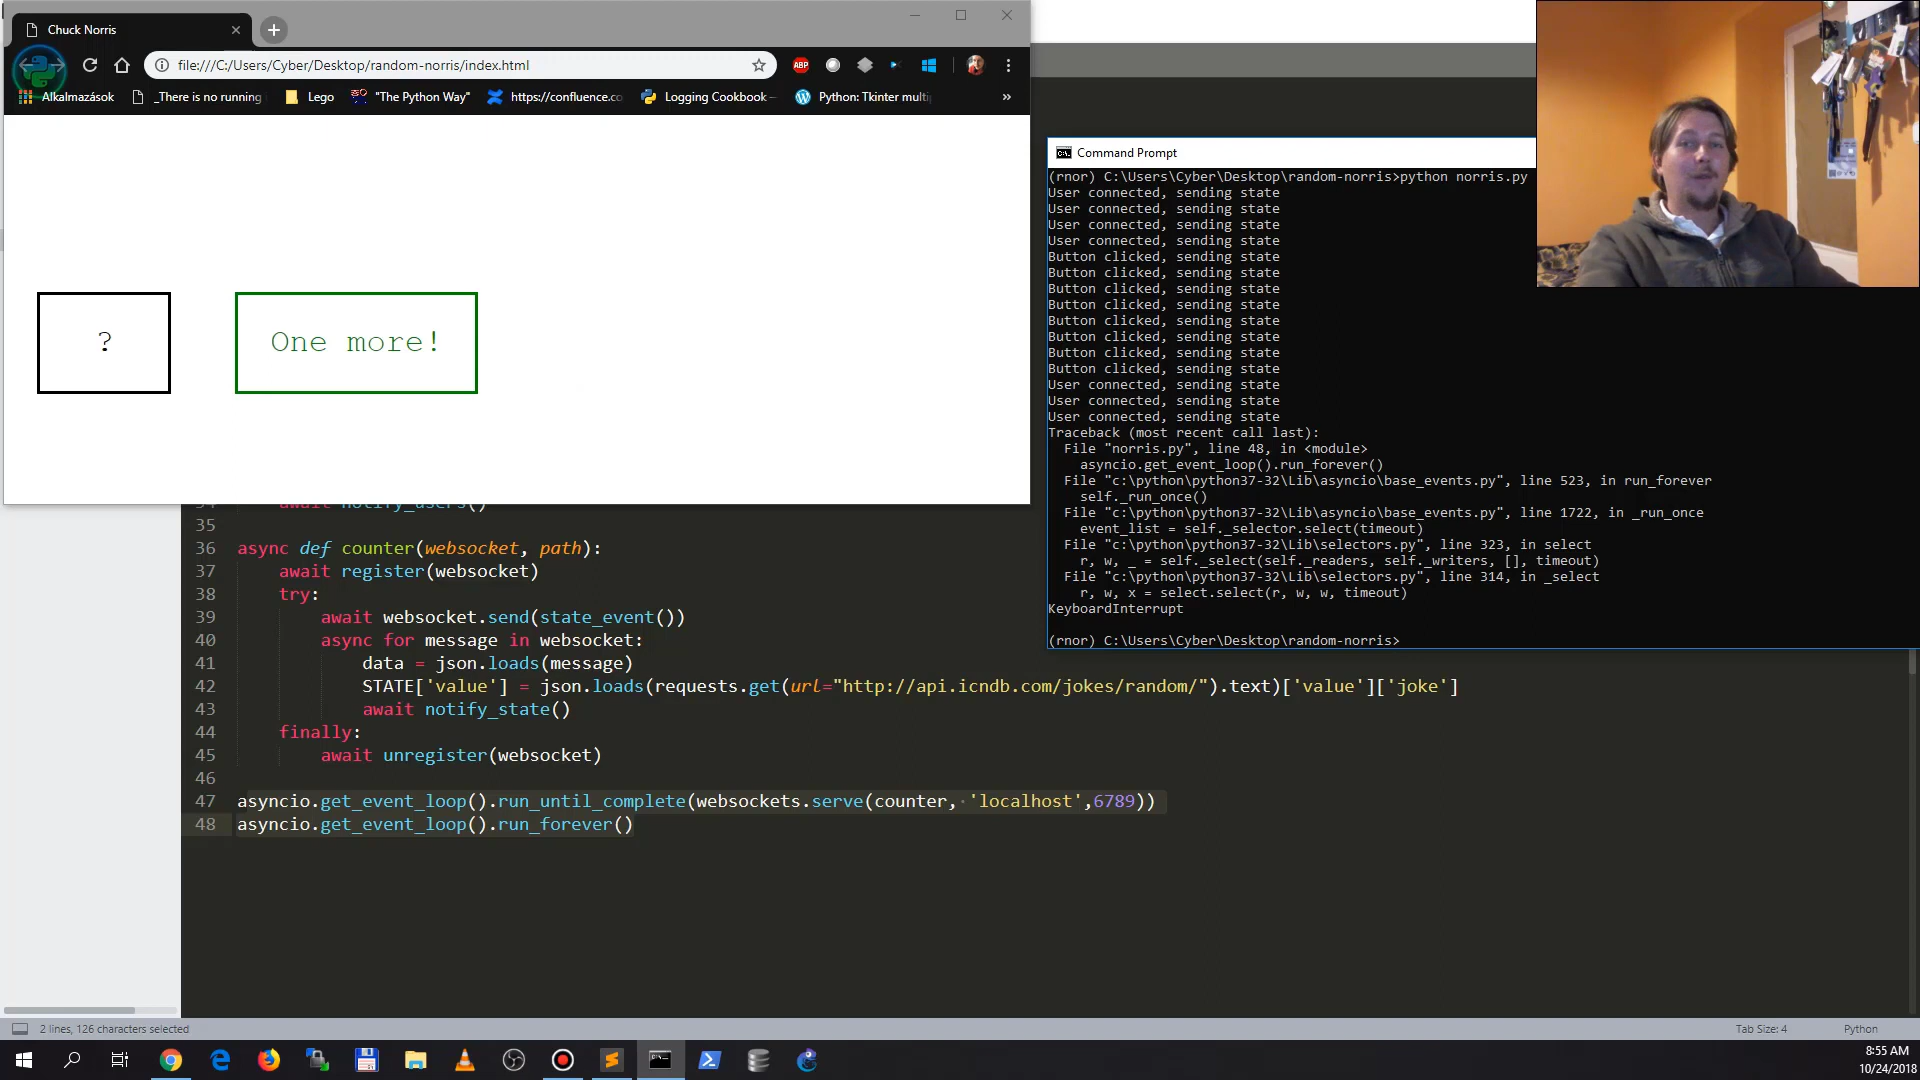 Chuck Norris
file:///C:/Users/Cyber/Desktop/random-norris/index.html
ABP
Alkalmazások
_There is no running
Lego
"The Python Way"
https://confluence.co
Logging Cookbook –
Python: Tkinter multi
»
?
One more!
Command Prompt
(rnor) C:\Users\Cyber\Desktop\random-norris>python norris.py
User connected, sending state
User connected, sending state
User connected, sending state
User connected, sending state
Button clicked, sending state
Button clicked, sending state
Button clicked, sending state
Button clicked, sending state
Button clicked, sending state
Button clicked, sending state
Button clicked, sending state
Button clicked, sending state
User connected, sending state
User connected, sending state
User connected, sending state
Traceback (most recent call last):
File "norris.py", line 48, in <module>
asyncio.get_event_loop().run_forever()
File "c:\python\python37-32\Lib\asyncio\base_events.py", line 523, in run_forever
self._run_once()
File "c:\python\python37-32\Lib\asyncio\base_events.py", line 1722, in _run_once
event_list = self._selector.select(timeout)
File "c:\python\python37-32\Lib\selectors.py", line 323, in select
r, w, _ = self._select(self._readers, self._writers, [], timeout)
File "c:\python\python37-32\Lib\selectors.py", line 314, in _select
r, w, x = select.select(r, w, w, timeout)
KeyboardInterrupt
(rnor) C:\Users\Cyber\Desktop\random-norris>
34 await notify_users()
35
36 async def counter(websocket, path):
37 await register(websocket)
38 try:
39 await websocket.send(state_event())
40 async for message in websocket:
41 data = json.loads(message)
42 STATE['value'] = json.loads(requests.get(url="http://api.icndb.com/jokes/random/").text)['value']['joke']
43 await notify_state()
44 finally:
45 await unregister(websocket)
46
47 asyncio.get_event_loop().run_until_complete(websockets.serve(counter, 'localhost',6789))
48 asyncio.get_event_loop().run_forever()
2 lines, 126 characters selected
Tab Size: 4
Python
8:55 AM
10/24/2018